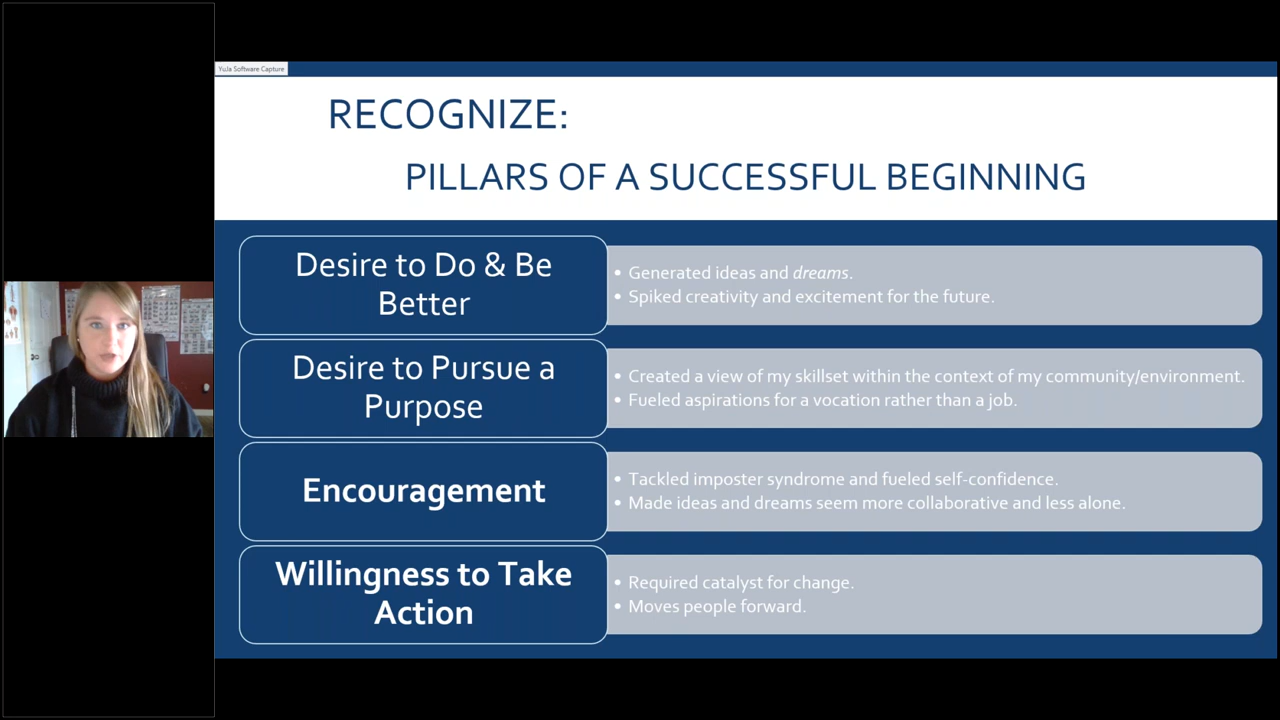 YuJa Software Capture
RECOGNIZE:
PILLARS OF A SUCCESSFUL BEGINNING
Desire to Do & Be
Better
• Generated ideas and dreams.
• Spiked creativity and excitement for the future.
Desire to Pursue a
Purpose
• Created a view of my skillset within the context of my community/environment.
• Fueled aspirations for a vocation rather than a job.
Encouragement
• Tackled imposter syndrome and fueled self-confidence.
• Made ideas and dreams seem more collaborative and less alone.
Willingness to Take
Action
• Required catalyst for change.
• Moves people forward.